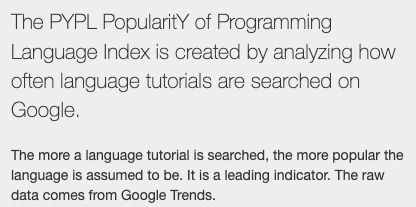 The PYPL PopularitY of Programming
Language Index is created by analyzing how
often language tutorials are searched on
Google.
The more a language tutorial is searched, the more popular the
language is assumed to be. It is a leading indicator. The raw
data comes from Google Trends.